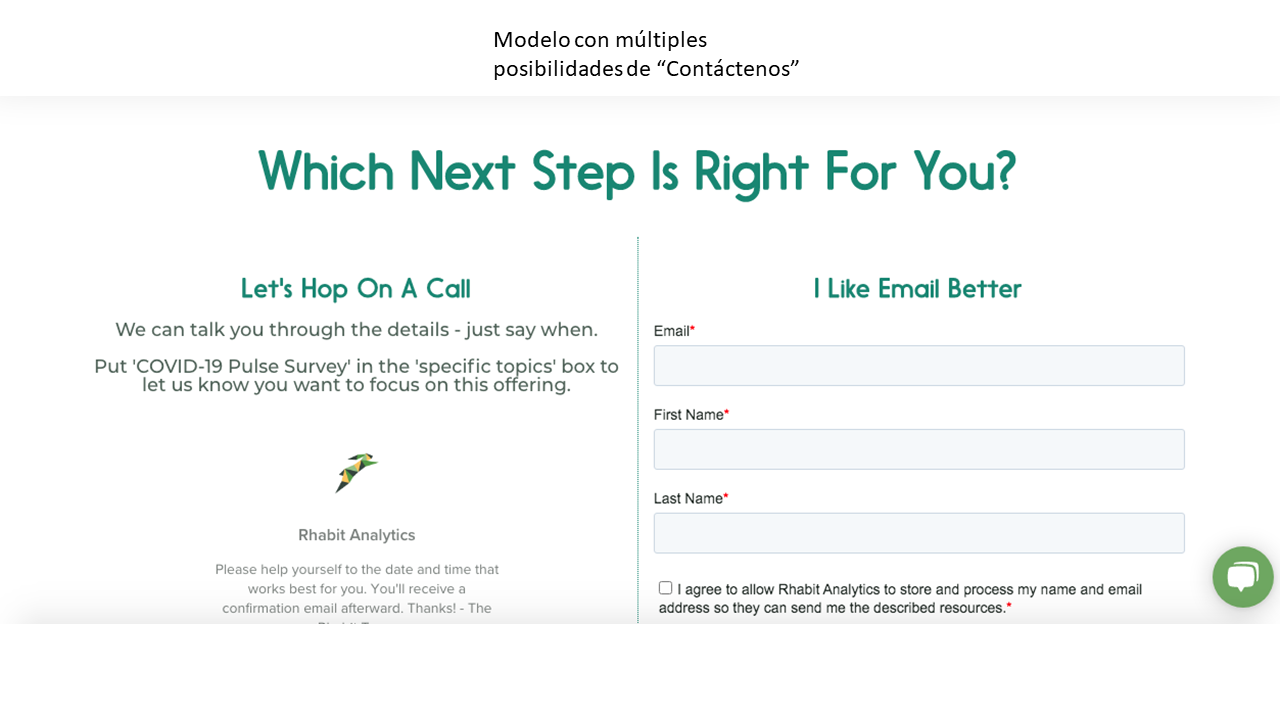 Modelo con múltiples
posibilidades de “Contáctenos”
Which Next Step Is Right For You?
Let's Hop On A Call
We can talk you through the details - just say when.
Put 'COVID-19 Pulse Survey' in the 'specific topics' box to
let us know you want to focus on this offering.
Rhabit Analytics
Please help yourself to the date and time that
works best for you. You'll receive a
confirmation email afterward. Thanks! - The
I Like Email Better
Email*
First Name*
Last Name*
I agree to allow Rhabit Analytics to store and process my name and email
address so they can send me the described resources.*